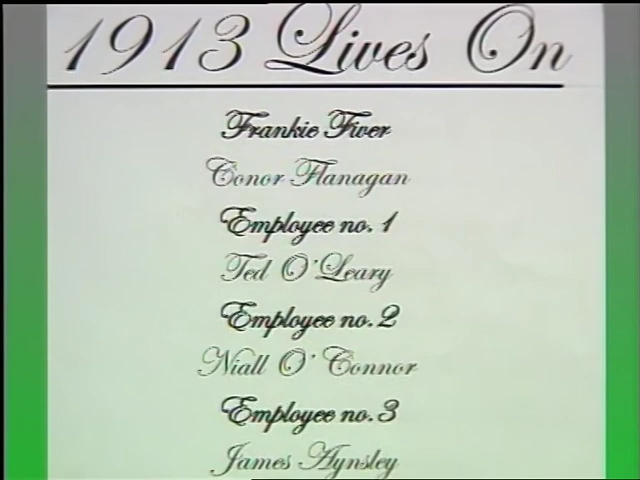 1913 Lives On
Frankie Fiver
Conor Flanagan
Employee no. 1
Ted O'Leary
Employee no. 2
Niall O' Connor
Employee no. 3
James Aynsley